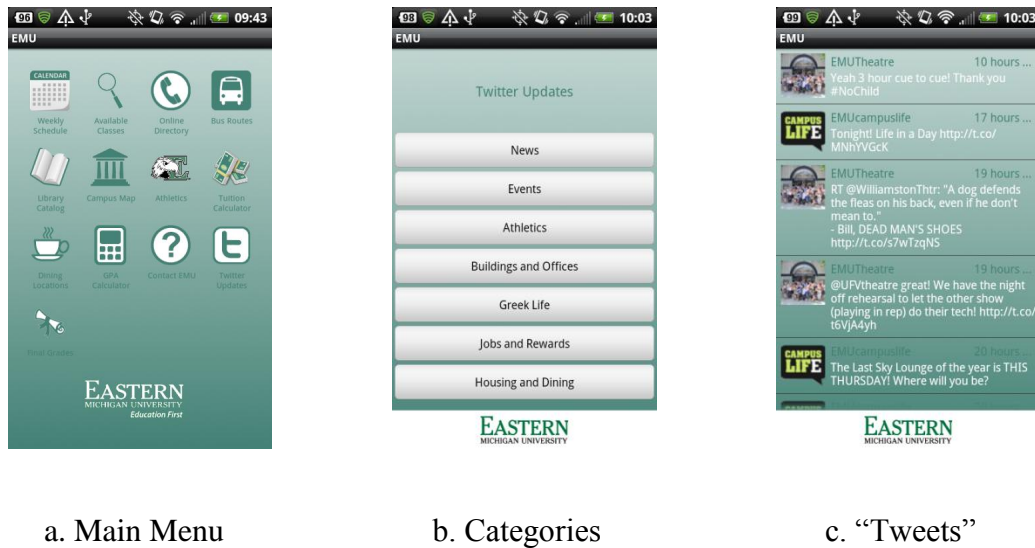 96 09:43
EMU
CALENDAR
Weekly Schedule
Available Classes
Online Directory
Bus Routes
Library Catalog
Campus Map
Athletics
Tuition Calculator
Dining Locations
GPA Calculator
Contact EMU
Twitter Updates
Final Grades
EASTERN
MICHIGAN UNIVERSITY
Education First
a. Main Menu
98 10:03
EMU
Twitter Updates
News
Events
Athletics
Buildings and Offices
Greek Life
Jobs and Rewards
Housing and Dining
EASTERN
MICHIGAN UNIVERSITY
b. Categories
99 10:03
EMU
EMUTheatre 10 hours ...
Yeah 3 hour cue to cue! Thank you
#NoChild
CAMPUS
LIFE
EMUcampuslife 17 hours ...
Tonight! Life in a Day http://t.co/
MNhYVGcK
EMUTheatre 19 hours ...
RT @WilliamstonThtr: "A dog defends
the fleas on his back, even if he don't
mean to."
- Bill, DEAD MAN'S SHOES
http://t.co/s7wTzqNS
EMUTheatre 19 hours ...
@UFVtheatre great! We have the night
off rehearsal to let the other show
(playing in rep) do their tech! http://t.co/
t6VjA4yh
CAMPUS
LIFE
EMUcampuslife 20 hours ...
The Last Sky Lounge of the year is THIS
THURSDAY! Where will you be?
EASTERN
MICHIGAN UNIVERSITY
c. “Tweets”